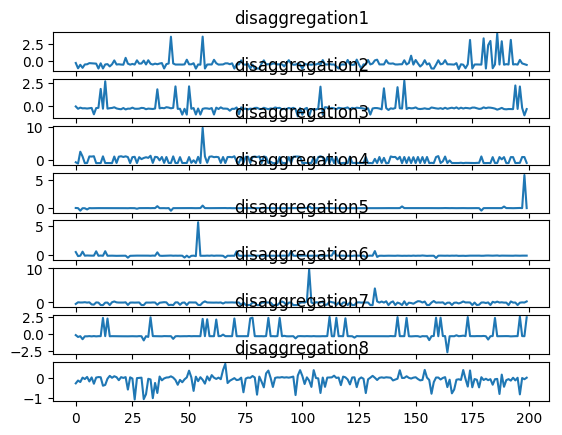 disaggregation1
2.5
0.0
disaggregation2
2.5
0.0
disaggregation3
10
0
disaggregation4
5
0
disaggregation5
5
0
disaggregation6
10
0
disaggregation7
2.5
0.0
−2.5
disaggregation8
0
−1
0 25 50 75 100 125 150 175 200